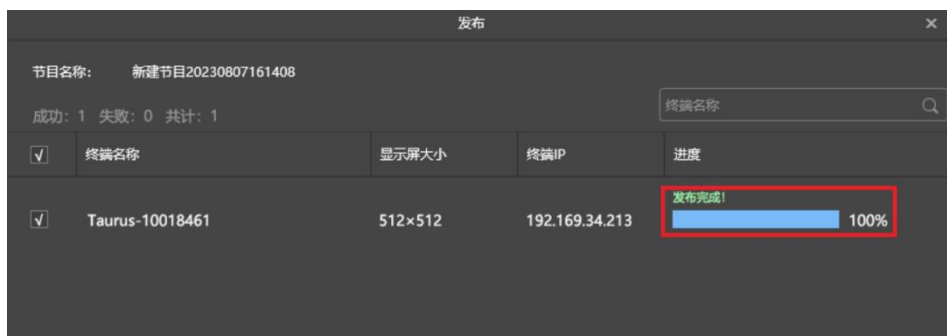 发布
节目名称: 新建节目20230807161408
成功: 1 失败: 0 共计: 1
终端名称
终端名称 显示屏大小 终端IP 进度
发布完成!
Taurus-10018461 512×512 192.169.34.213 100%